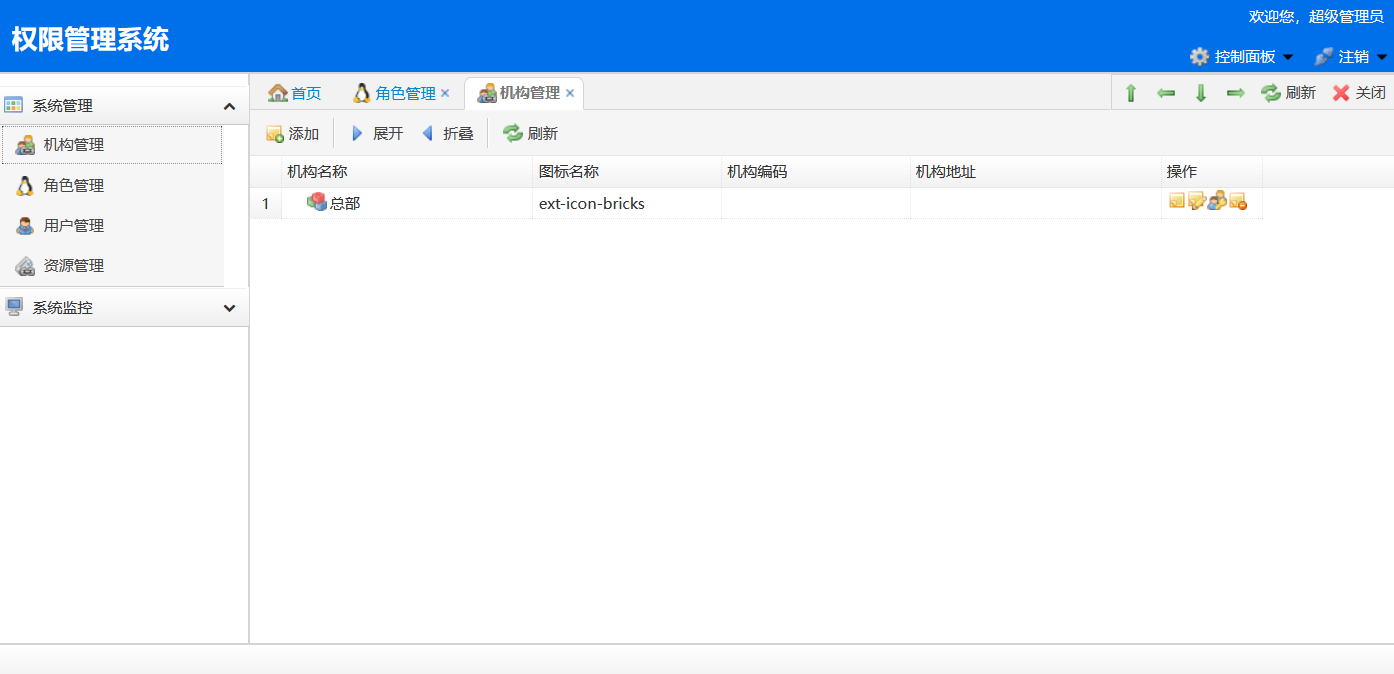 权限管理系统
欢迎您，超级管理员
控制面板 注销
系统管理
机构管理
角色管理
用户管理
资源管理
系统监控
首页 角色管理 机构管理 刷新 关闭
添加 展开 折叠 刷新
机构名称 图标名称 机构编码 机构地址 操作
1 总部 ext-icon-bricks